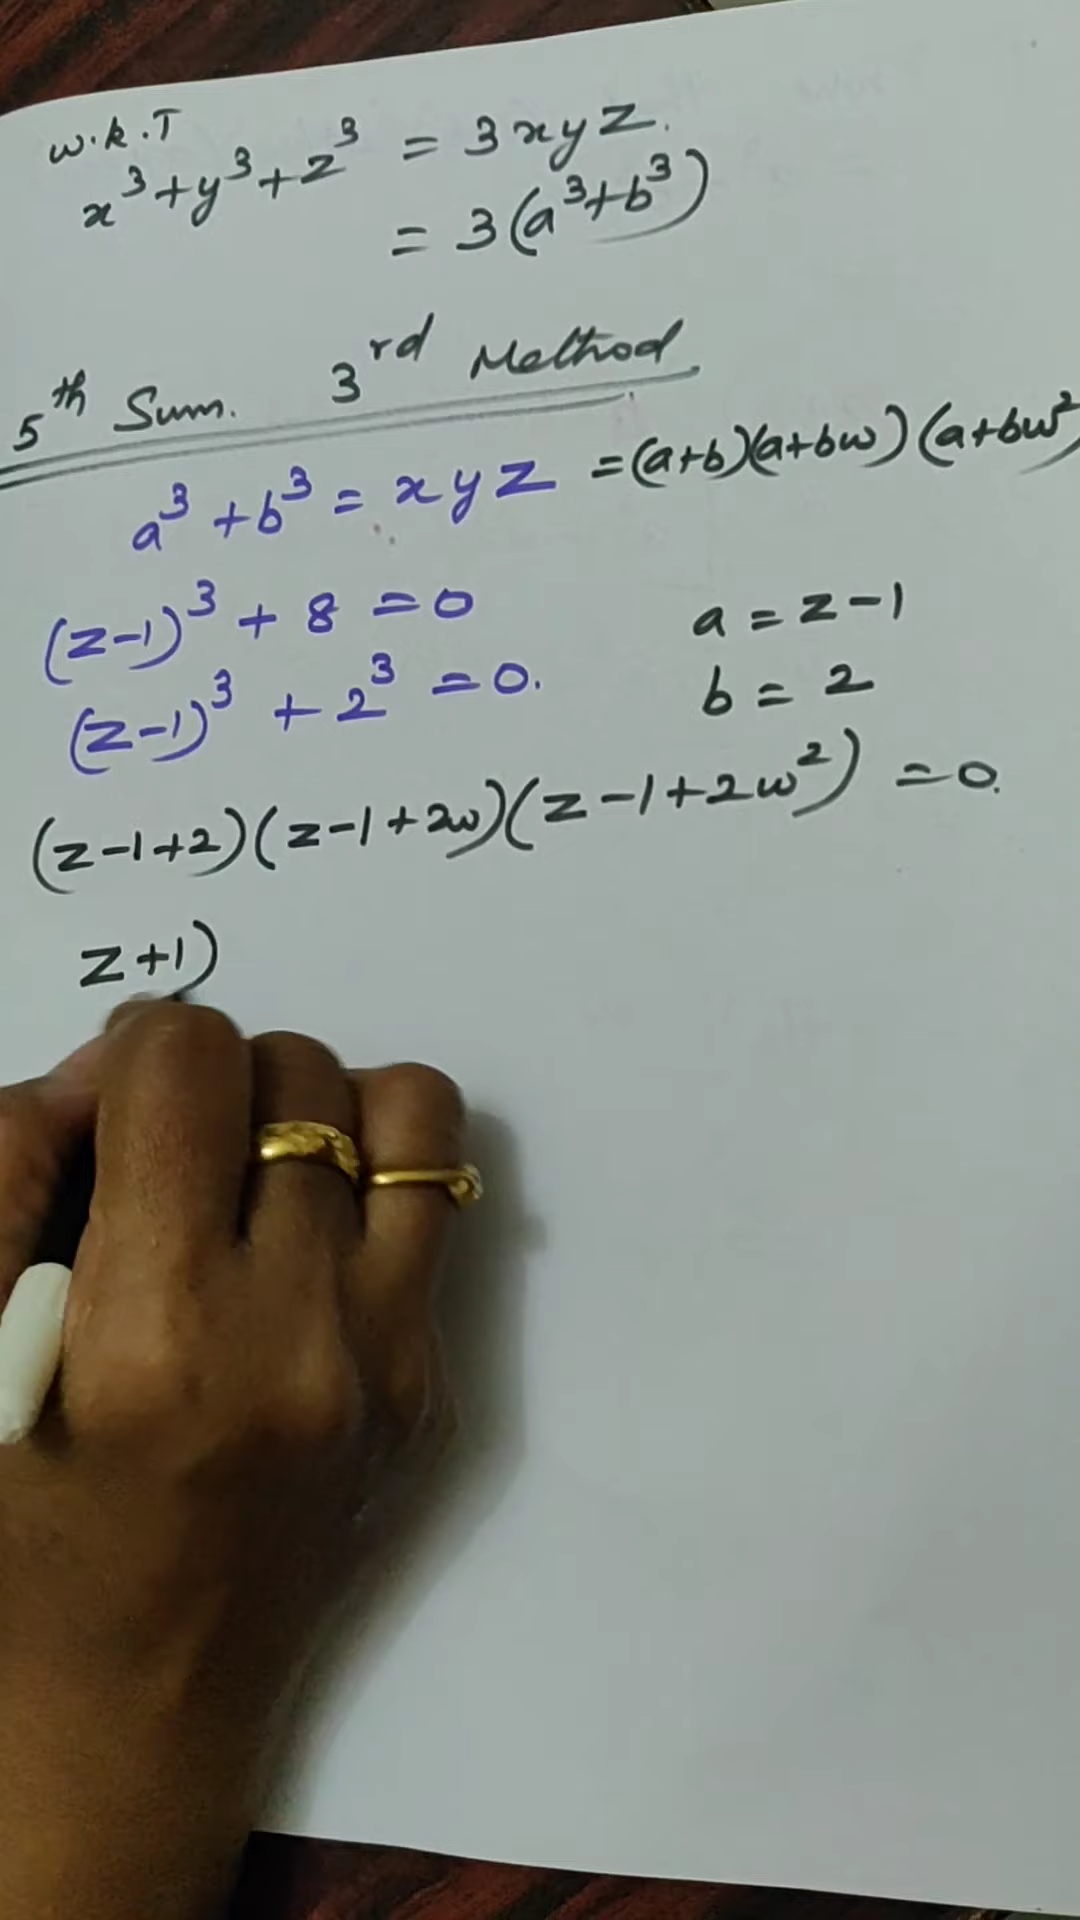 w.k.T
x³+y³+z³ = 3xyz.
= 3(a³+b³)
5th Sum. 3rd Method.
a³+b³ = xyz = (a+b)(a+bω)(a+bω²)
(z-1)³ + 8 = 0
a = z-1
(z-1)³ + 2³ = 0.
b = 2
(z-1+2)(z-1+2ω)(z-1+2ω²) = 0.
z+1)